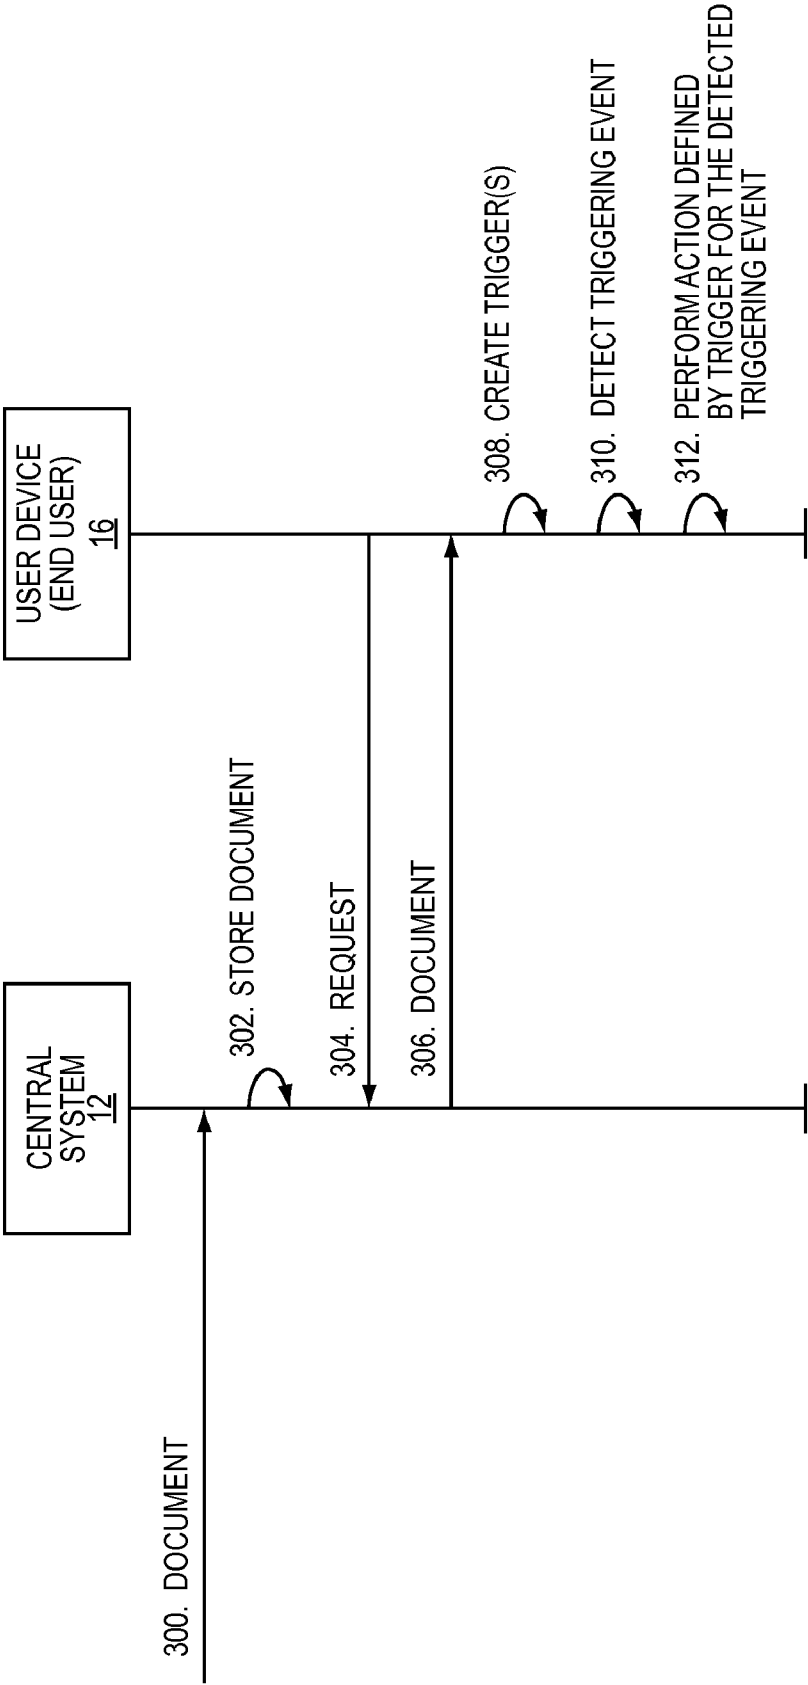 CENTRAL
SYSTEM
12
USER DEVICE
(END USER)
16
300. DOCUMENT
302. STORE DOCUMENT
304. REQUEST
306. DOCUMENT
308. CREATE TRIGGER(S)
310. DETECT TRIGGERING EVENT
312. PERFORM ACTION DEFINED
BY TRIGGER FOR THE DETECTED
TRIGGERING EVENT